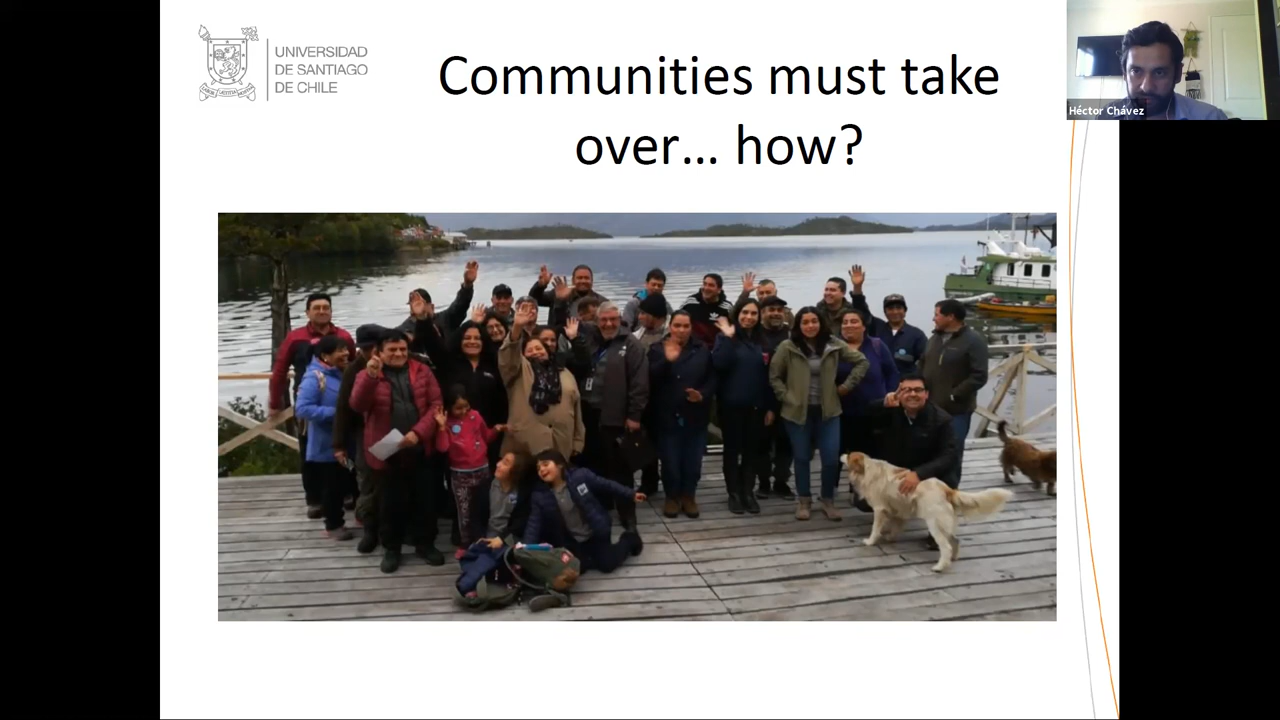 UNIVERSIDAD
DE SANTIAGO
DE CHILE
Communities must take
over... how?
Héctor Chávez